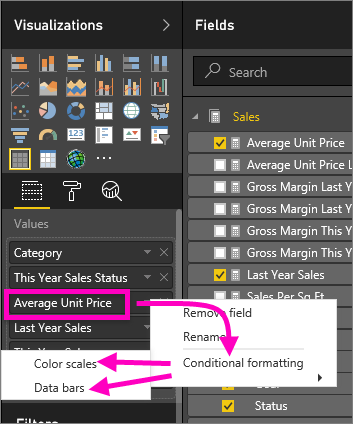 Visualizations
Values
Category
This Year Sales Status
Average Unit Price
Last Year Sales
Color scales
Data bars
Filters
Remove field
Rename
Conditional formatting
Fields
Search
Sales
Average Unit Price
Average Unit Price L
Gross Margin Last Y
Gross Margin Last Y
Gross Margin This Y
Gross Margin This Y
Last Year Sales
Sales Per Sq Ft
Status